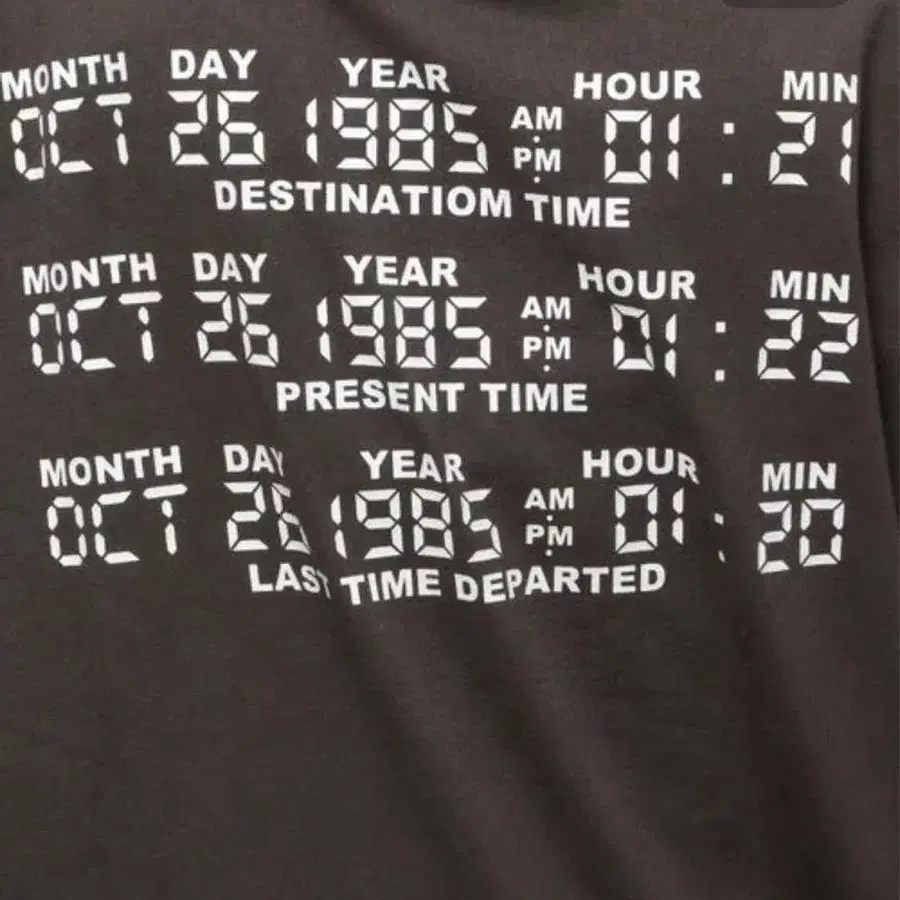 MONTH DAY YEAR HOUR MIN
OCT 26 1985 AM PM 01 : 21
DESTINATIOM TIME
MONTH DAY YEAR HOUR MIN
OCT 26 1985 AM PM 01 : 22
PRESENT TIME
MONTH DAY YEAR HOUR MIN
OCT 26 1985 AM PM 01 : 20
LAST TIME DEPARTED